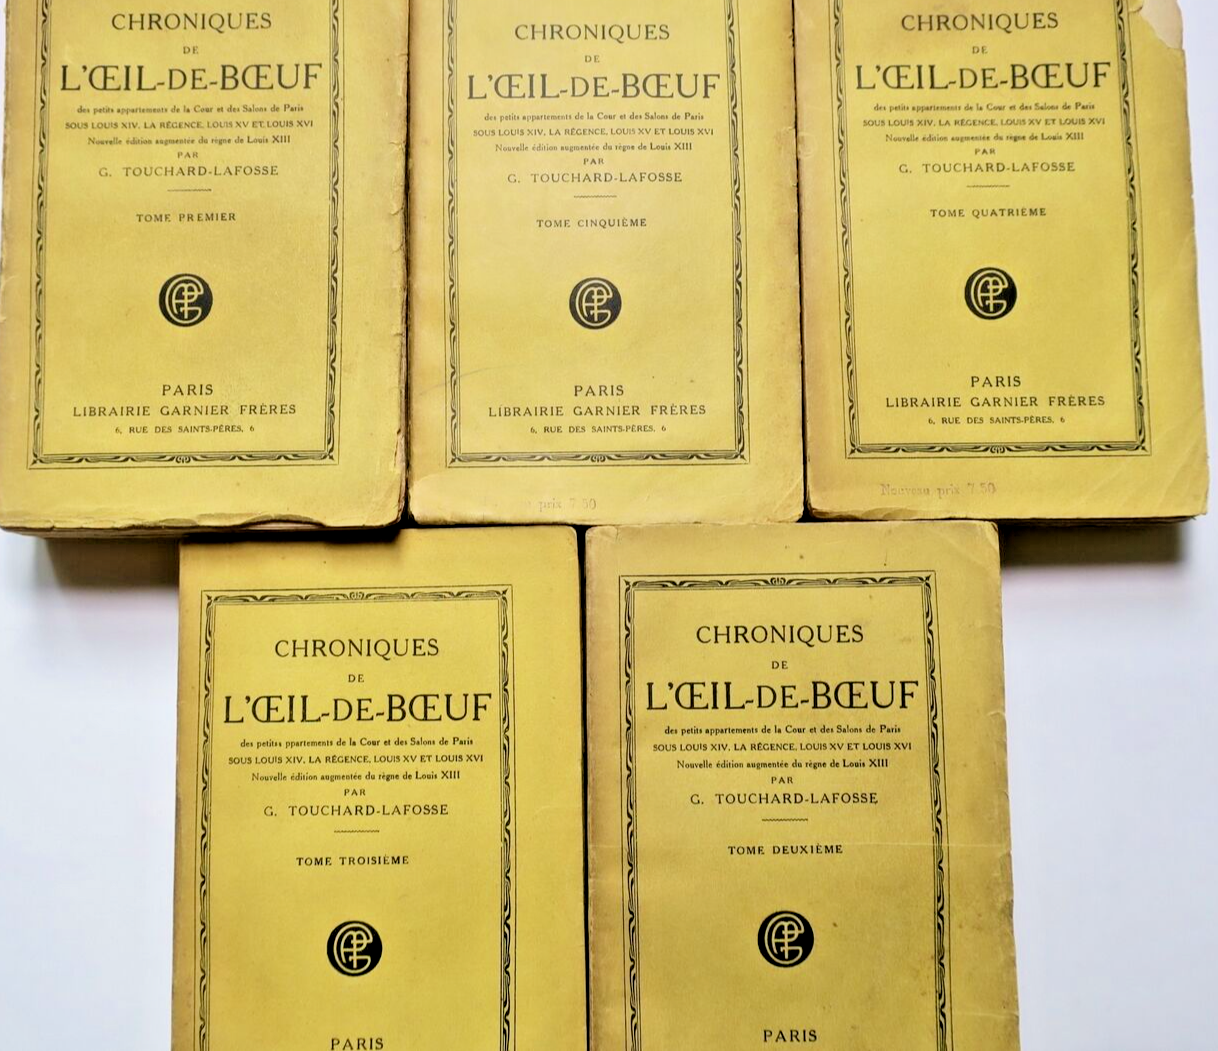 CHRONIQUES
DE
L'ŒIL-DE-BŒUF
des petits appartements de la Cour et des Salons de Paris
SOUS LOUIS XIV, LA RÉGENCE, LOUIS XV ET LOUIS XVI
Nouvelle édition augmentée du règne de Louis XIII
PAR
G. TOUCHARD-LAFOSSE
TOME PREMIER
PARIS
LIBRAIRIE GARNIER FRÈRES
6, RUE DES SAINTS-PÈRES, 6
CHRONIQUES
DE
L'ŒIL-DE-BŒUF
des petits appartements de la Cour et des Salons de Paris
SOUS LOUIS XIV, LA RÉGENCE, LOUIS XV ET LOUIS XVI
Nouvelle édition augmentée du règne de Louis XIII
PAR
G. TOUCHARD-LAFOSSE
TOME CINQUIÈME
PARIS
LIBRAIRIE GARNIER FRÈRES
6, RUE DES SAINTS-PÈRES, 6
prix 7 50
CHRONIQUES
DE
L'ŒIL-DE-BŒUF
des petits appartements de la Cour et des Salons de Paris
SOUS LOUIS XIV, LA RÉGENCE, LOUIS XV ET LOUIS XVI
Nouvelle édition augmentée du règne de Louis XIII
PAR
G. TOUCHARD-LAFOSSE
TOME QUATRIÈME
PARIS
LIBRAIRIE GARNIER FRÈRES
6, RUE DES SAINTS-PÈRES, 6
Nouveau prix 7.50
CHRONIQUES
DE
L'ŒIL-DE-BŒUF
des petits ppartements de la Cour et des Salons de Paris
SOUS LOUIS XIV, LA RÉGENCE, LOUIS XV ET LOUIS XVI
Nouvelle édition augmentée du règne de Louis XIII
PAR
G. TOUCHARD-LAFOSSE
TOME TROISIÈME
PARIS
CHRONIQUES
DE
L'ŒIL-DE-BŒUF
des petits appartements de la Cour et des Salons de Paris
SOUS LOUIS XIV, LA RÉGENCE, LOUIS XV ET LOUIS XVI
Nouvelle édition augmentée du règne de Louis XIII
PAR
G. TOUCHARD-LAFOSSE
TOME DEUXIÈME
PARIS